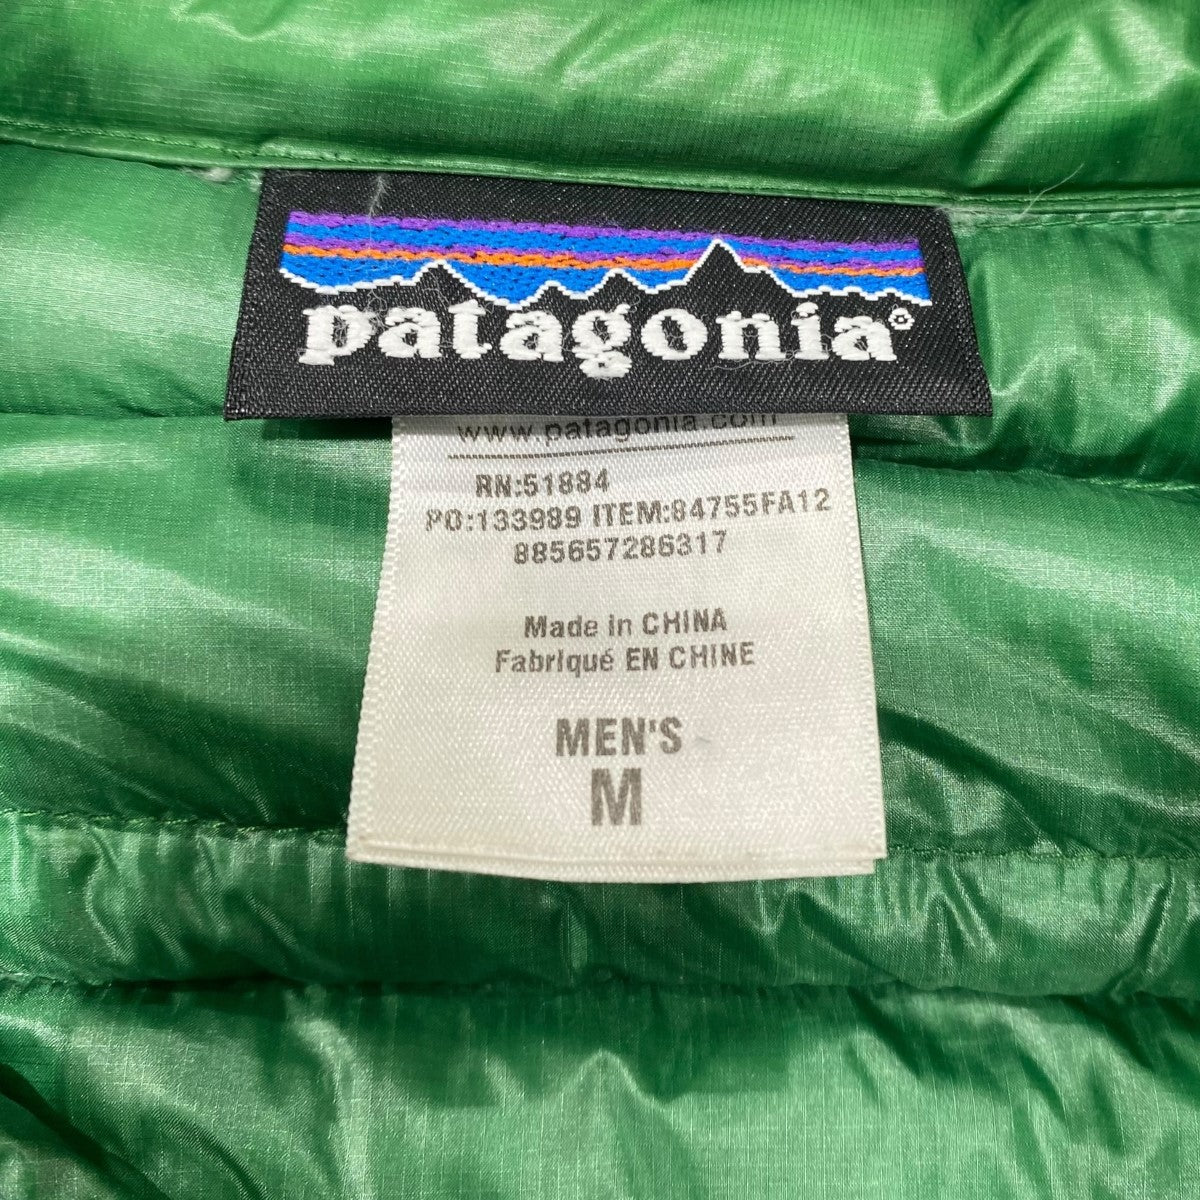 patagonia®
www.patagonia.com
RN:51884
PO:133989 ITEM:84755FA12
885657286317
Made in CHINA
Fabriqué EN CHINE
MEN'S
M